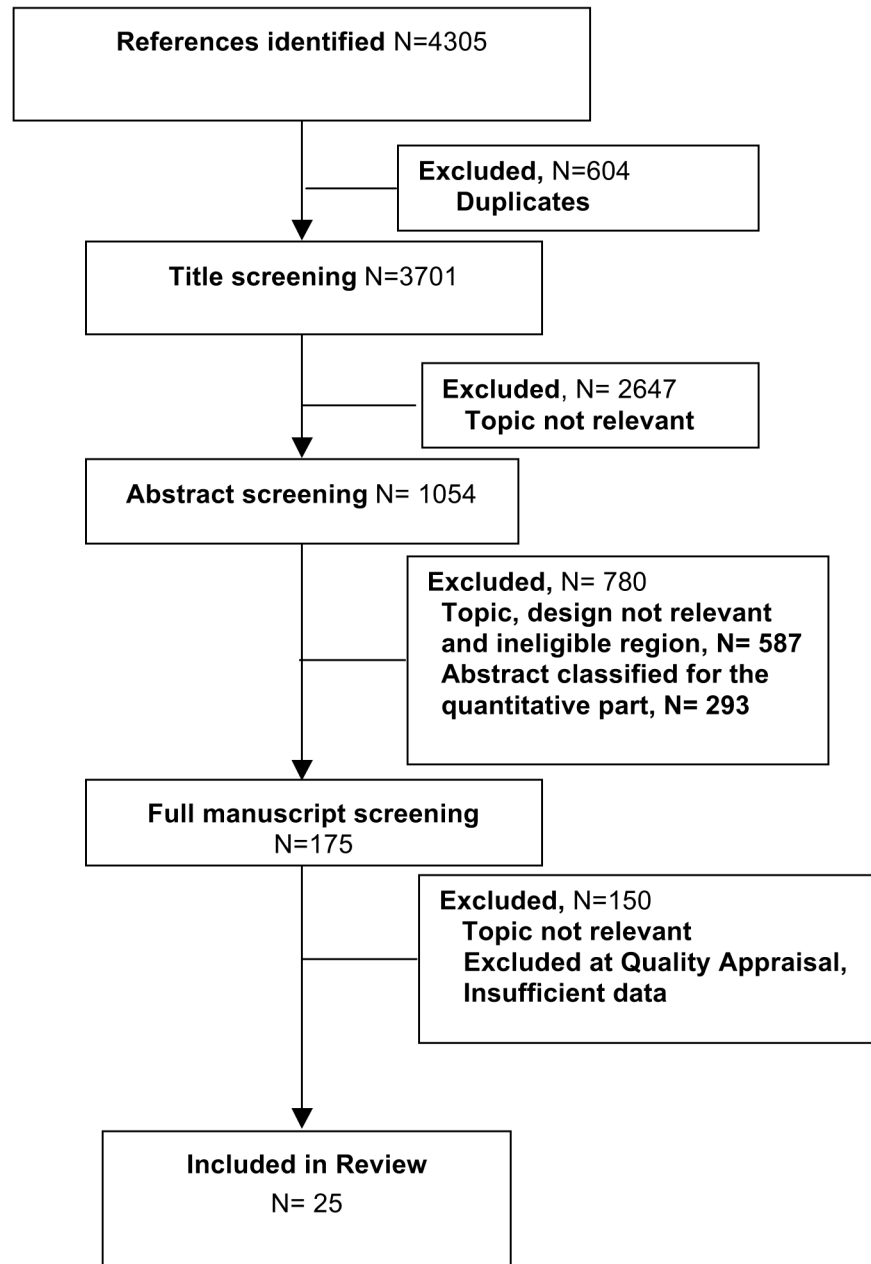 References identified N=4305
Excluded, N=604
Duplicates
Title screening N=3701
Excluded, N= 2647
Topic not relevant
Abstract screening N= 1054
Excluded, N= 780
Topic, design not relevant
and ineligible region, N= 587
Abstract classified for the
quantitative part, N= 293
Full manuscript screening
N=175
Excluded, N=150
Topic not relevant
Excluded at Quality Appraisal,
Insufficient data
Included in Review
N= 25